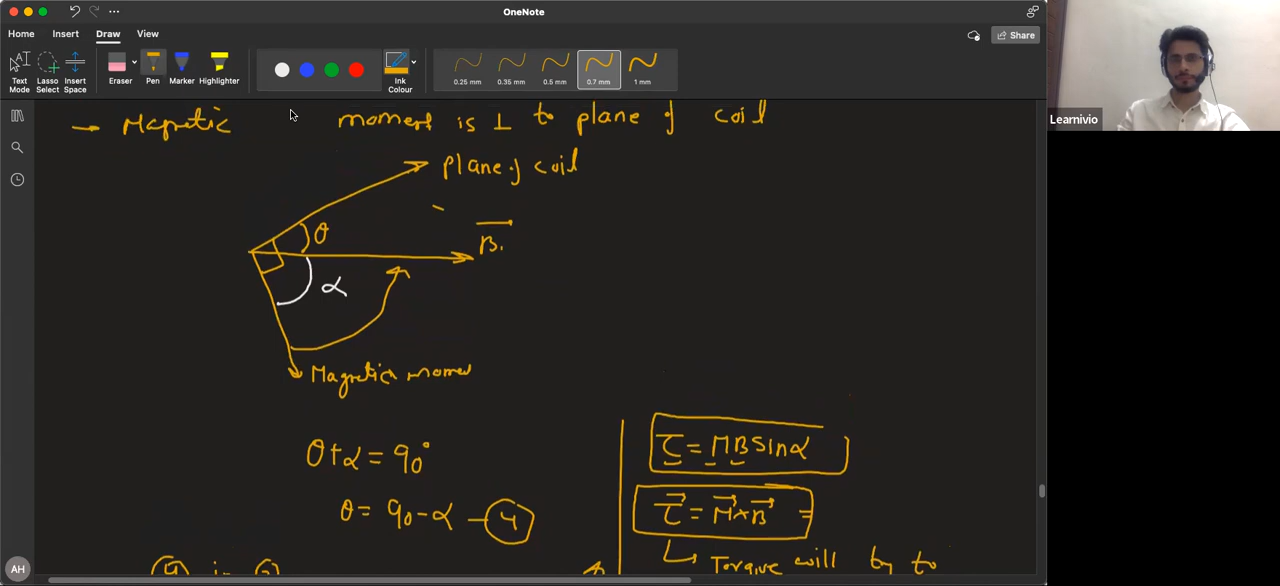 OneNote
Home Insert Draw View
Share
Text Mode Lasso Select Insert Space Eraser Pen Marker Highlighter 0.25 mm 0.35 mm 0.5 mm 0.7 mm 1 mm Ink Colour
Learnivio
→ Magnetic moment is ⊥ to plane of coil
plane of coil
θ
B
α
Magnetic momen
θ+α = 90°
θ = 90-α — 4
τ = MB sinα
τ = M×B =
↳ Torque will try to
AH